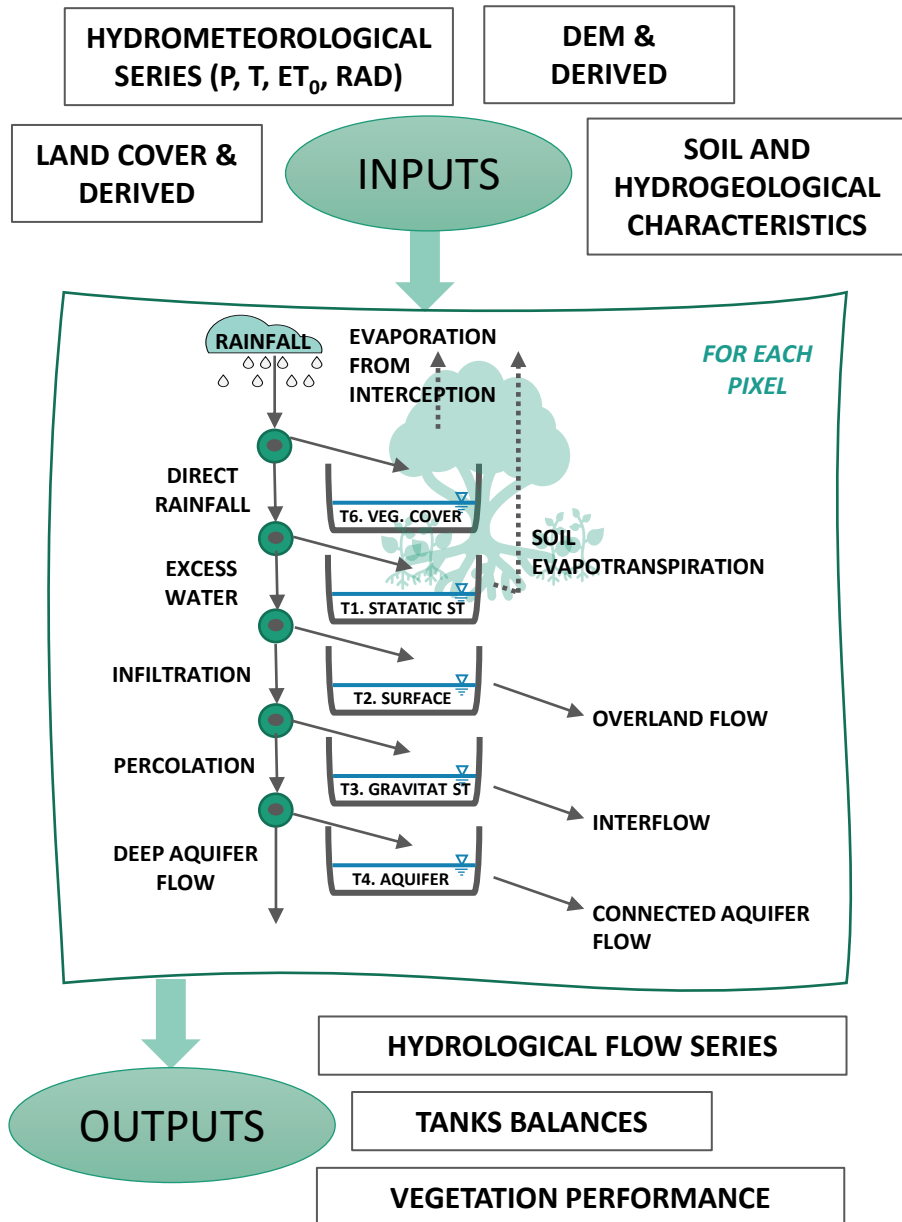 HYDROMETEOROLOGICAL
SERIES (P, T, ET₀, RAD)
DEM &
DERIVED
LAND COVER &
DERIVED
INPUTS
SOIL AND
HYDROGEOLOGICAL
CHARACTERISTICS
RAINFALL
EVAPORATION
FROM
INTERCEPTION
FOR EACH
PIXEL
DIRECT
RAINFALL
T6. VEG. COVER
SOIL
EVAPOTRANSPIRATION
EXCESS
WATER
T1. STATATIC ST
INFILTRATION
T2. SURFACE
OVERLAND FLOW
PERCOLATION
T3. GRAVITAT ST
INTERFLOW
DEEP AQUIFER
FLOW
T4. AQUIFER
CONNECTED AQUIFER
FLOW
OUTPUTS
HYDROLOGICAL FLOW SERIES
TANKS BALANCES
VEGETATION PERFORMANCE